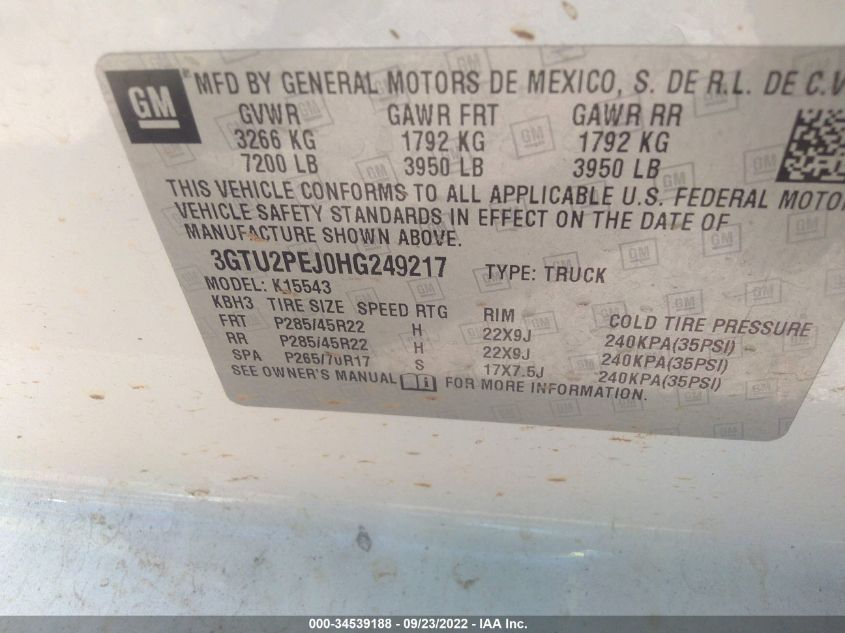 GM
MFD BY GENERAL MOTORS DE MEXICO, S. DE R.L. DE C.V
GVWR GAWR FRT GAWR RR
3266 KG 1792 KG 1792 KG
7200 LB 3950 LB 3950 LB
THIS VEHICLE CONFORMS TO ALL APPLICABLE U.S. FEDERAL MOTO
VEHICLE SAFETY STANDARDS IN EFFECT ON THE DATE OF
MANUFACTURE SHOWN ABOVE.
3GTU2PEJ0HG249217 TYPE: TRUCK
MODEL: K15543
KBH3 TIRE SIZE SPEED RTG RIM COLD TIRE PRESSURE
FRT P285/45R22 H 22X9J 240KPA(35PSI)
RR P285/45R22 H 22X9J 240KPA(35PSI)
SPA P265/70R17 S 17X7.5J 240KPA(35PSI)
SEE OWNER'S MANUAL FOR MORE INFORMATION.
000-34539188 - 09/23/2022 - IAA Inc.